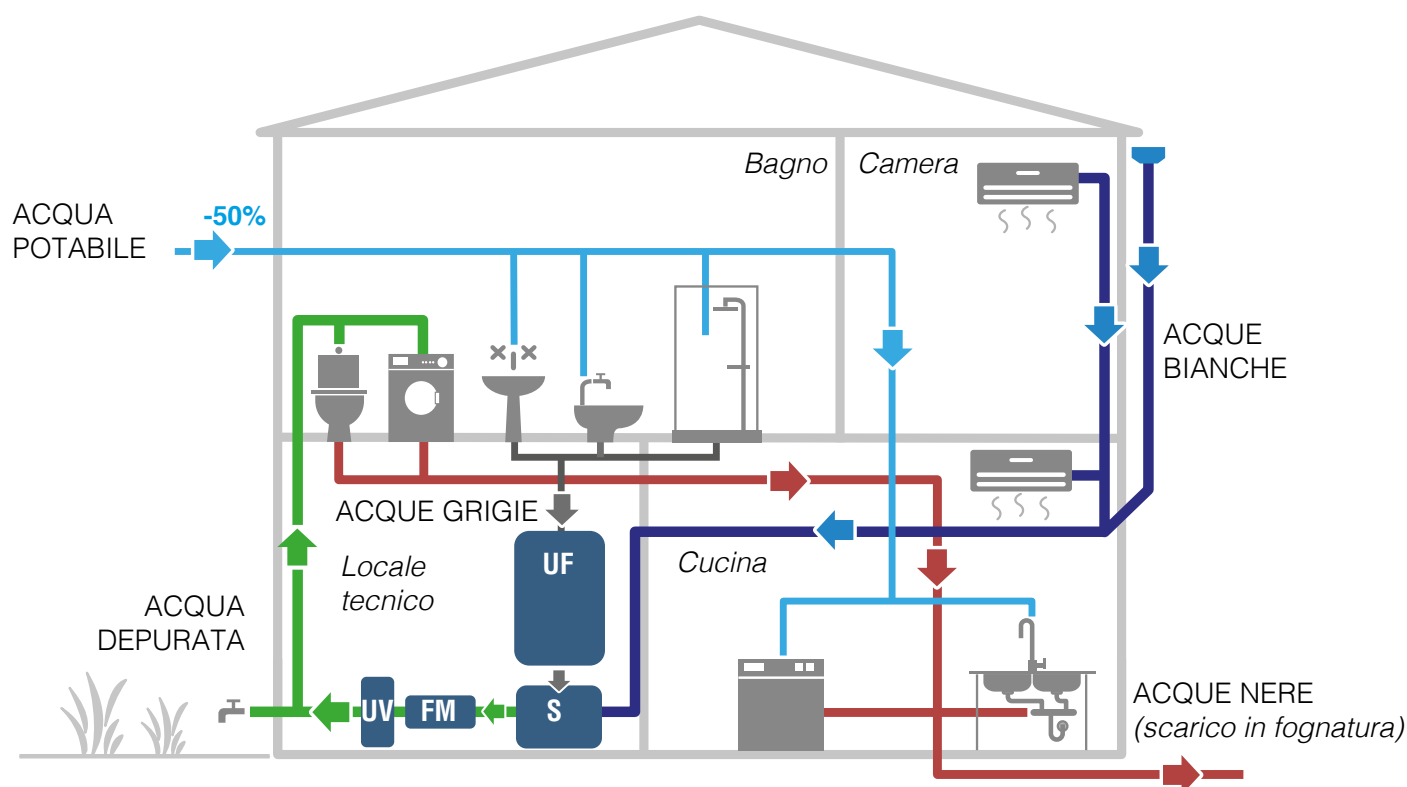 Bagno
Camera
ACQUA
POTABILE
-50%
ACQUE
BIANCHE
ACQUE GRIGIE
UF
Locale
tecnico
Cucina
ACQUA
DEPURATA
UV
FM
S
ACQUE NERE
(scarico in fognatura)